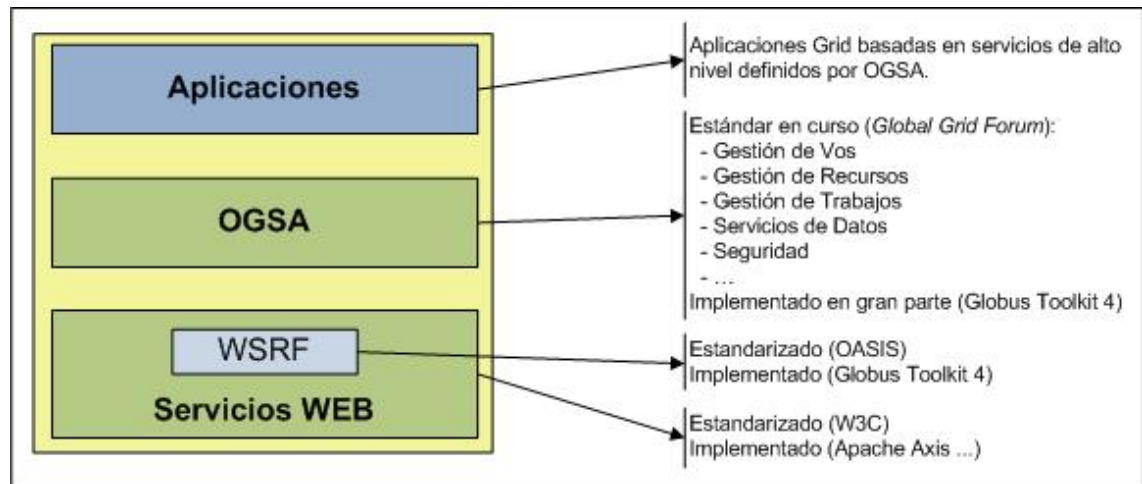 Aplicaciones
OGSA
WSRF
Servicios WEB
Aplicaciones Grid basadas en servicios de alto
nivel definidos por OGSA.
Estándar en curso (Global Grid Forum):
- Gestión de Vos
- Gestión de Recursos
- Gestión de Trabajos
- Servicios de Datos
- Seguridad
- ...
Implementado en gran parte (Globus Toolkit 4)
Estandarizado (OASIS)
Implementado (Globus Toolkit 4)
Estandarizado (W3C)
Implementado (Apache Axis ...)